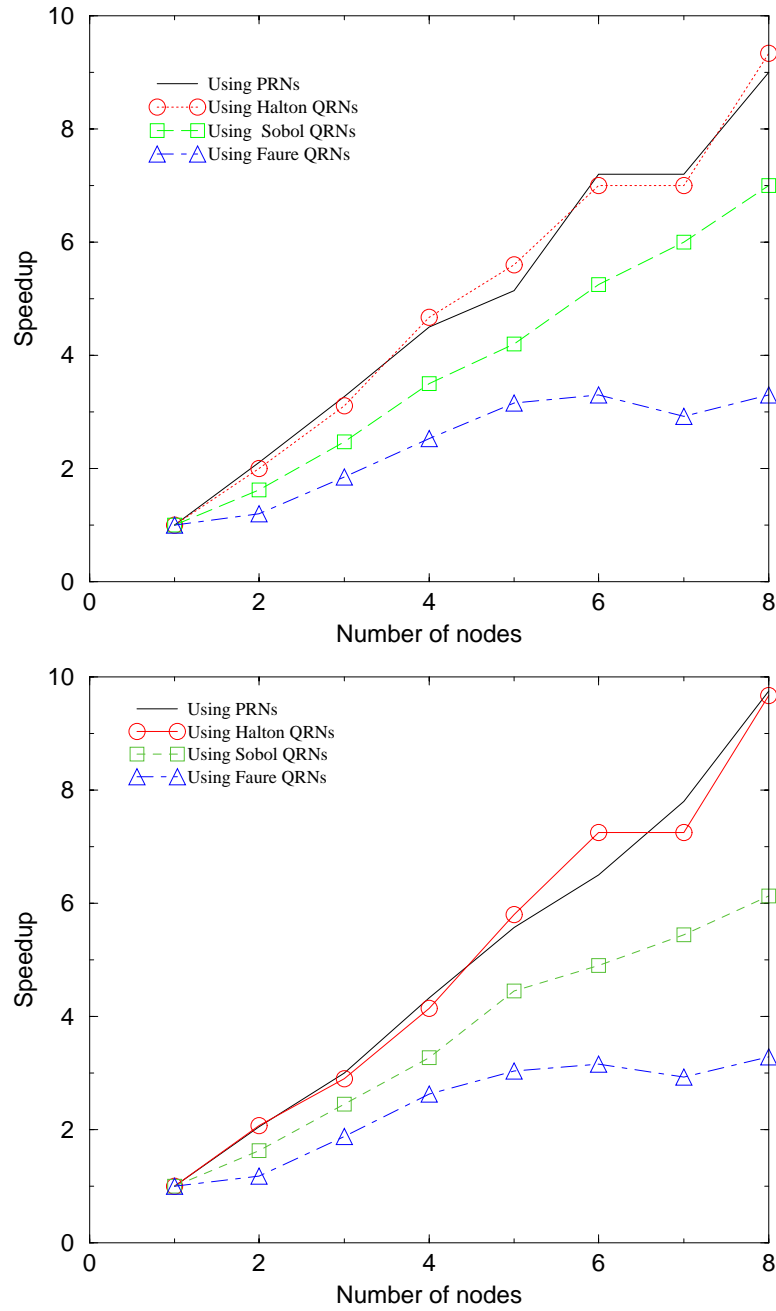 10
Using PRNs
Using Halton QRNs
Using Sobol QRNs
Using Faure QRNs
8
6
Speedup
4
2
0
0 2 4 6 8
Number of nodes
10
Using PRNs
Using Halton QRNs
Using Sobol QRNs
Using Faure QRNs
8
6
Speedup
4
2
0
0 2 4 6 8
Number of nodes